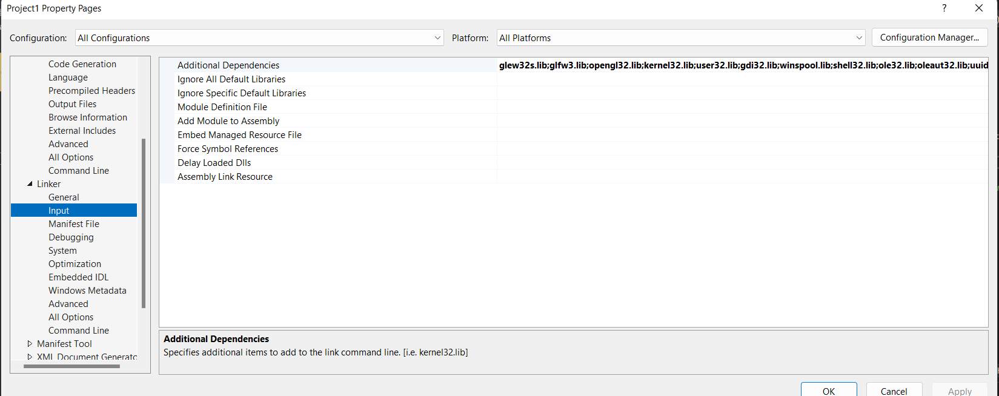 Project1 Property Pages
?
Configuration: All Configurations Platform: All Platforms Configuration Manager...
Code Generation
Language
Precompiled Headers
Output Files
Browse Information
External Includes
Advanced
All Options
Command Line
Linker
General
Input
Manifest File
Debugging
System
Optimization
Embedded IDL
Windows Metadata
Advanced
All Options
Command Line
Manifest Tool
XML Document Generato
Additional Dependencies glew32s.lib;glfw3.lib;opengl32.lib;kernel32.lib;user32.lib;gdi32.lib;winspool.lib;shell32.lib;ole32.lib;oleaut32.lib;uuid
Ignore All Default Libraries
Ignore Specific Default Libraries
Module Definition File
Add Module to Assembly
Embed Managed Resource File
Force Symbol References
Delay Loaded Dlls
Assembly Link Resource
Additional Dependencies
Specifies additional items to add to the link command line. [i.e. kernel32.lib]
OK Cancel Apply